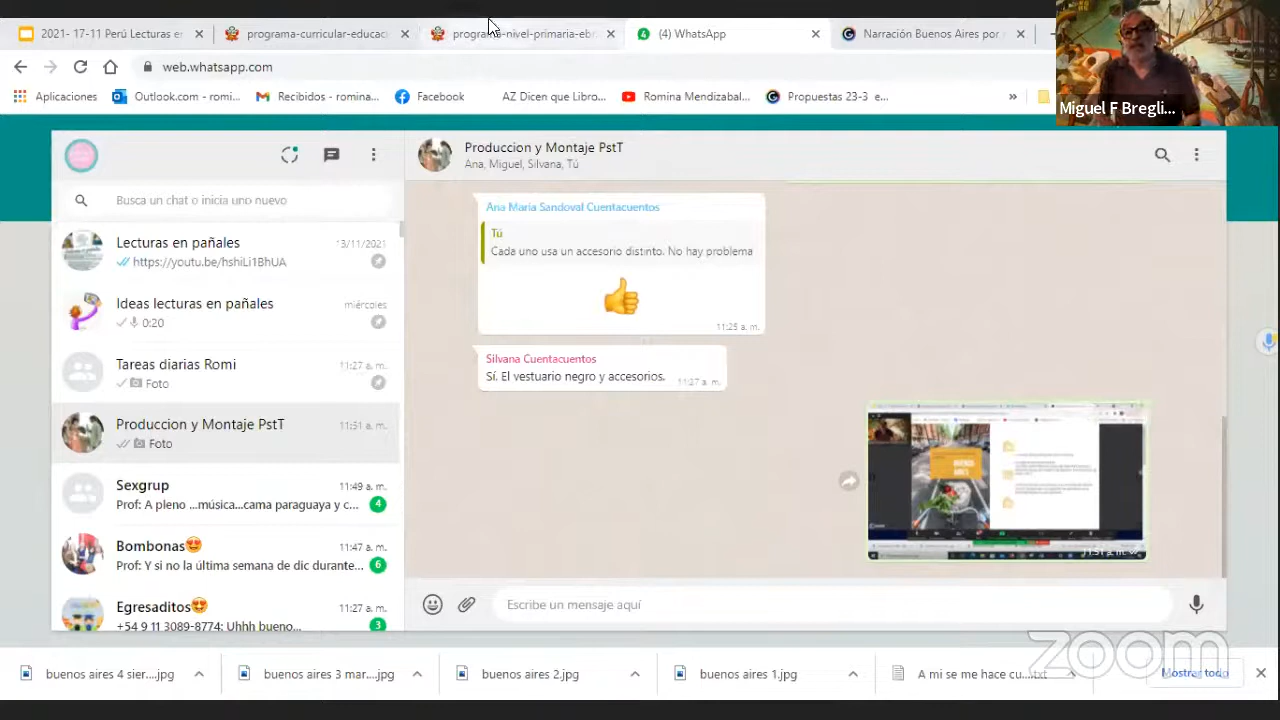 2021- 17-11 Perú Lecturas e
programa-curricular-educaci
programa-nivel-primaria-ebr.
(4) WhatsApp
Narración Buenos Aires por
web.whatsapp.com
Aplicaciones
Outlook.com - romi...
Recibidos - romina...
Facebook
AZ Dicen que Libro...
Romina Mendizabal...
Propuestas 23-3 e...
»
Miguel F Bregli...
Produccion y Montaje PstT
Ana, Miguel, Silvana, Tú
Busca un chat o inicia uno nuevo
Lecturas en pañales
13/11/2021
https://youtu.be/hshiLi1BhUA
Ideas lecturas en pañales
miércoles
0:20
Tareas diarias Romi
11:27 a. m.
Foto
Produccion y Montaje PstT
11:51 a. m.
Foto
Sexgrup
11:49 a. m.
Prof: A pleno ...música...cama paraguaya y c...
4
Bombonas😍
11:47 a. m.
Prof: Y si no la última semana de dic durante...
6
Egresaditos😍
11:27 a. m.
+54 9 11 3089-8774: Uhhh bueno...
3
Ana Maria Sandoval Cuentacuentos
Tú
Cada uno usa un accesorio distinto. No hay problema
👍
11:25 a. m.
Silvana Cuentacuentos
Sí. El vestuario negro y accesorios.
11:27 a. m.
BUENOS
AIRES
11:51 a. m.
Escribe un mensaje aquí
buenos aires 4 sier....jpg
buenos aires 3 mar....jpg
buenos aires 2.jpg
buenos aires 1.jpg
A mi se me hace cu....txt
Mostrar todo
zoom